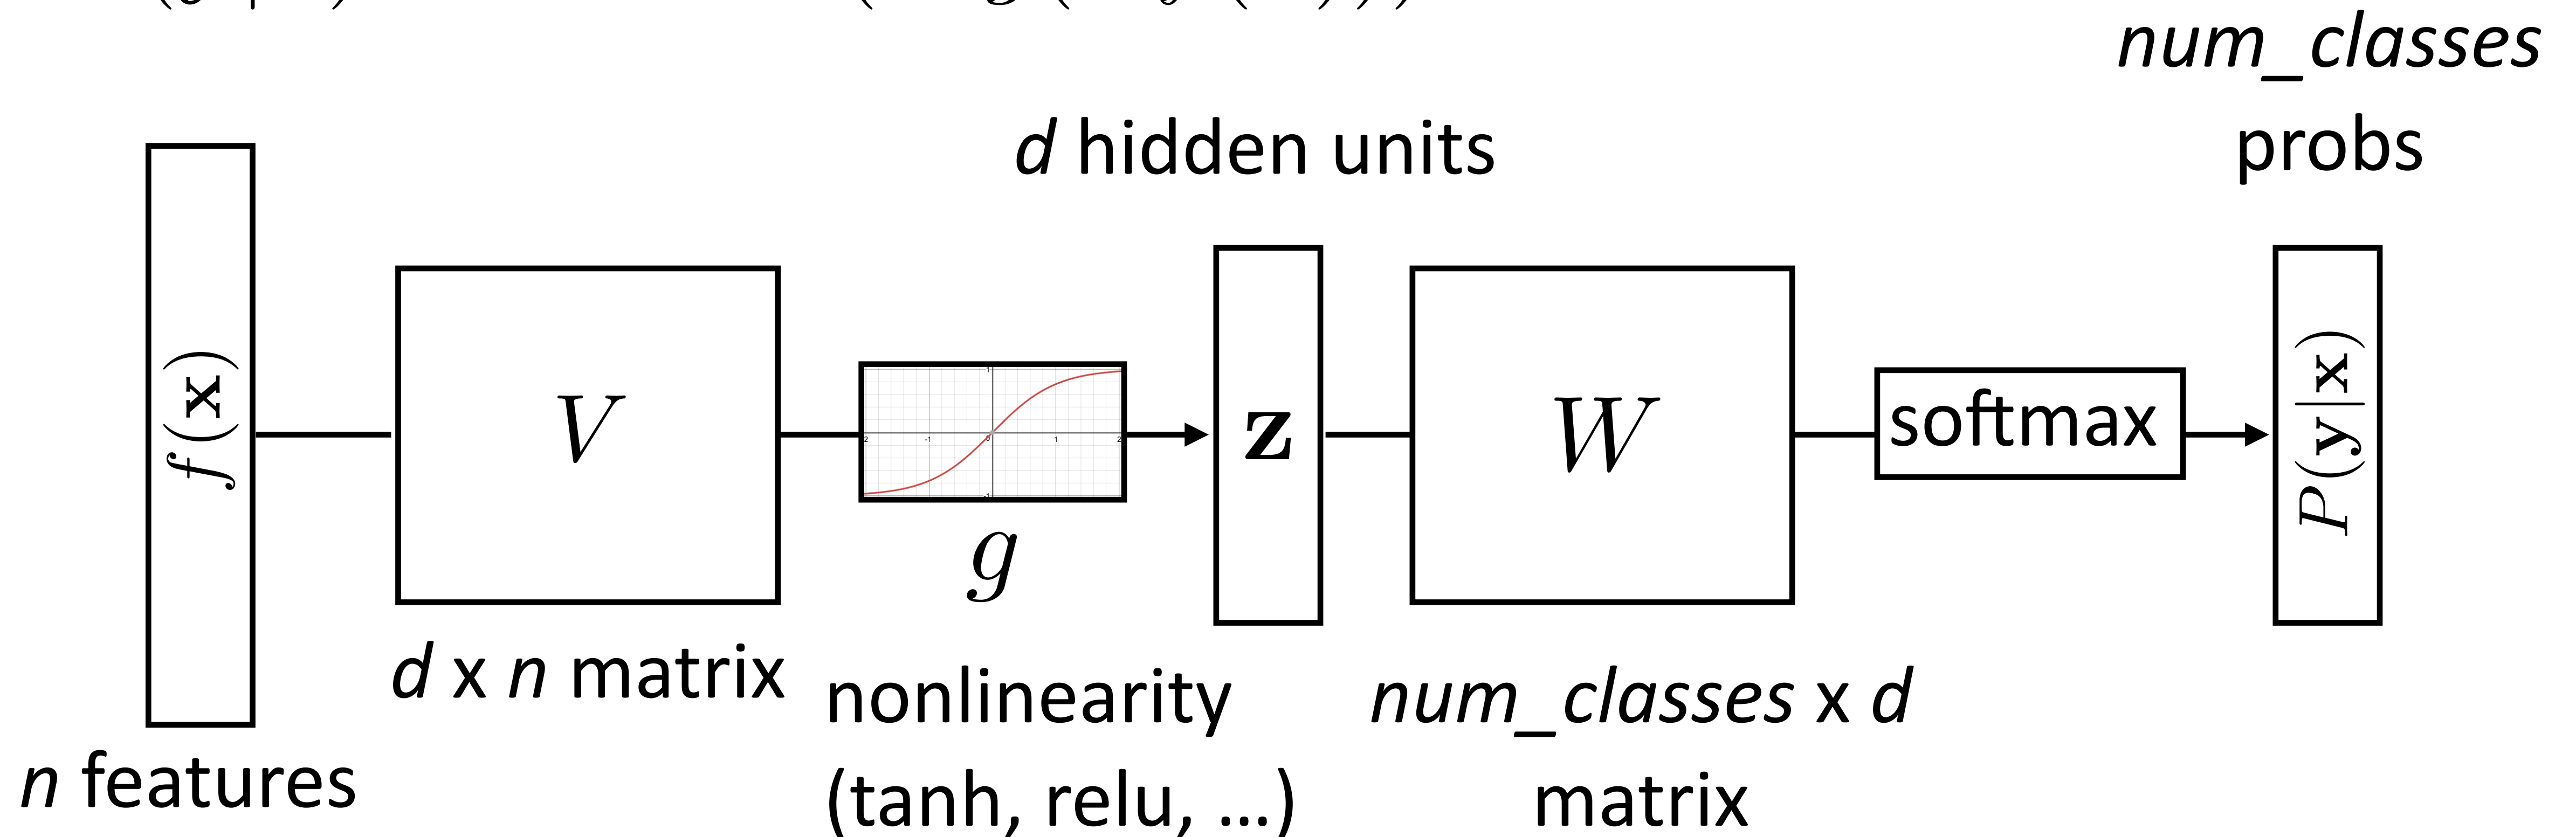 num_classes
probs
d hidden units
f(x)
V
g
z
W
softmax
P(y|x)
d x n matrix
nonlinearity
(tanh, relu, ...)
num_classes x d
matrix
n features